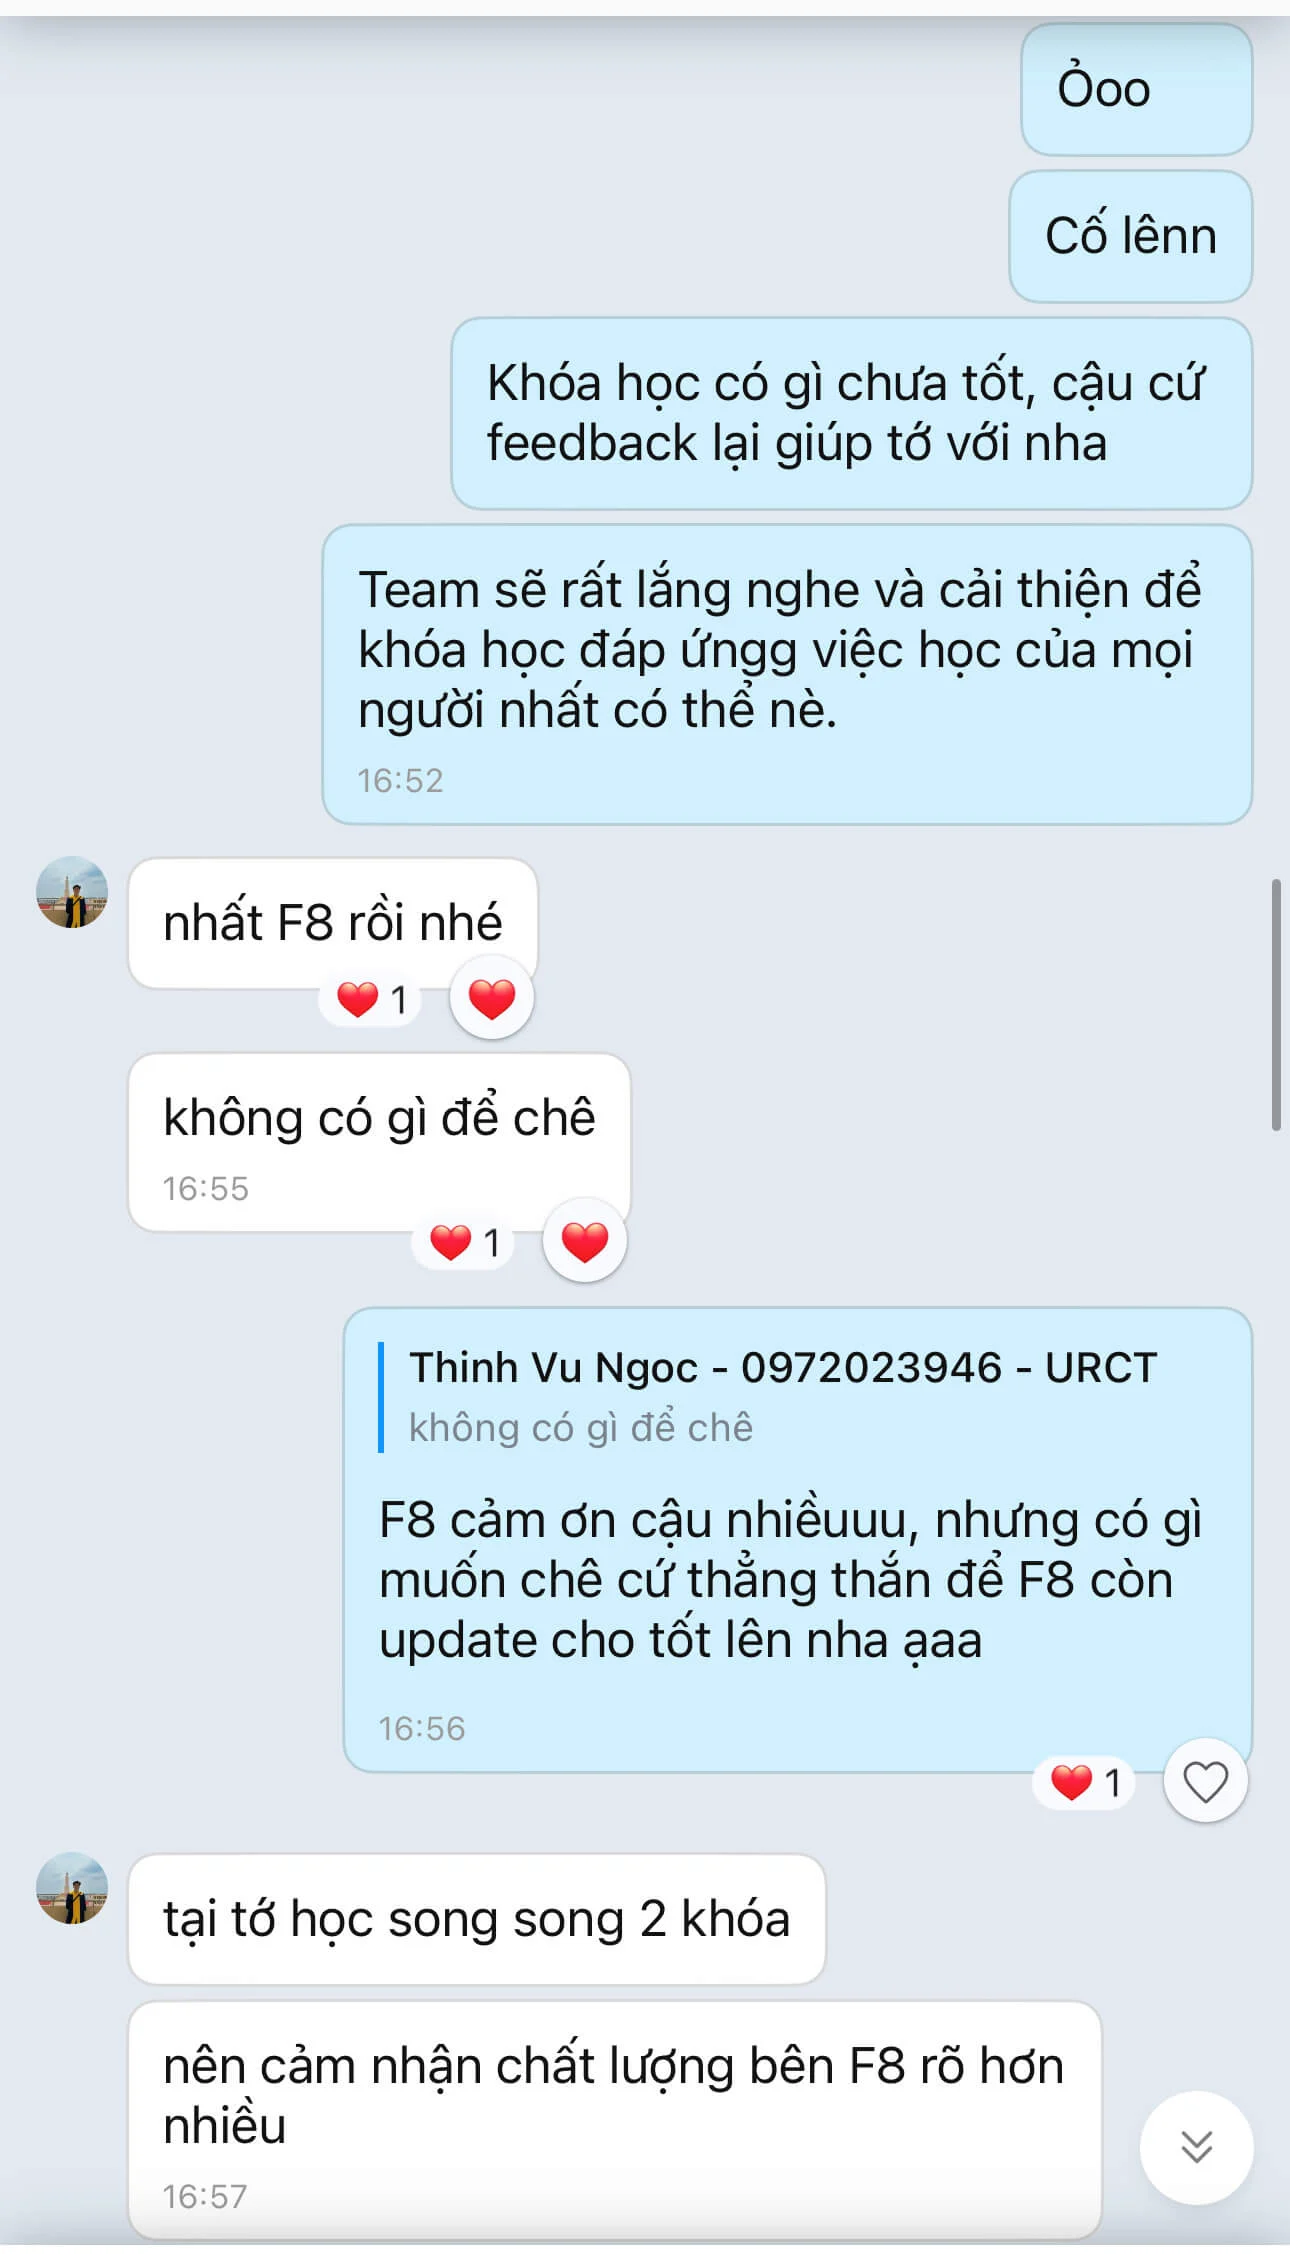 Ỏoo
Cố lênn
Khóa học có gì chưa tốt, cậu cứ
feedback lại giúp tớ với nha
Team sẽ rất lắng nghe và cải thiện để
khóa học đáp ứngg việc học của mọi
người nhất có thể nè.
16:52
nhất F8 rồi nhé
1
không có gì để chê
16:55
1
Thinh Vu Ngoc - 0972023946 - URCT
không có gì để chê
F8 cảm ơn cậu nhiềuuu, nhưng có gì
muốn chê cứ thẳng thắn để F8 còn
update cho tốt lên nha ạaa
16:56
1
tại tớ học song song 2 khóa
nên cảm nhận chất lượng bên F8 rõ hơn
nhiều
16:57